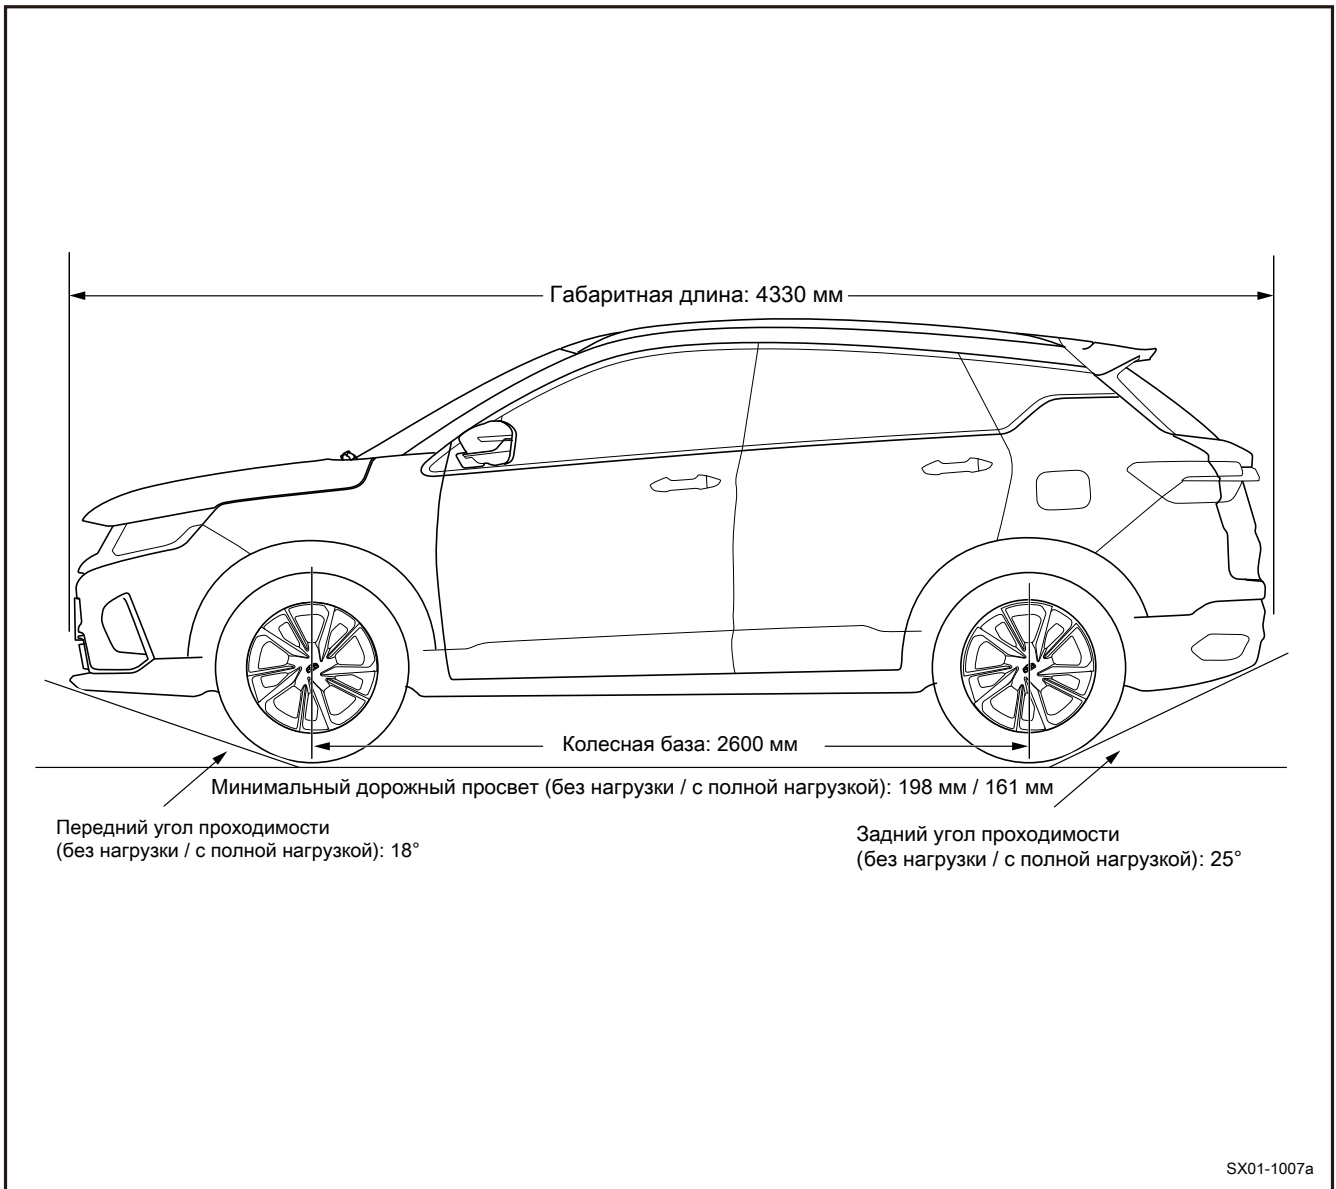 Габаритная длина: 4330 мм
Колесная база: 2600 мм
Минимальный дорожный просвет (без нагрузки / с полной нагрузкой): 198 мм / 161 мм
Передний угол проходимости
(без нагрузки / с полной нагрузкой): 18°
Задний угол проходимости
(без нагрузки / с полной нагрузкой): 25°
SX01-1007a